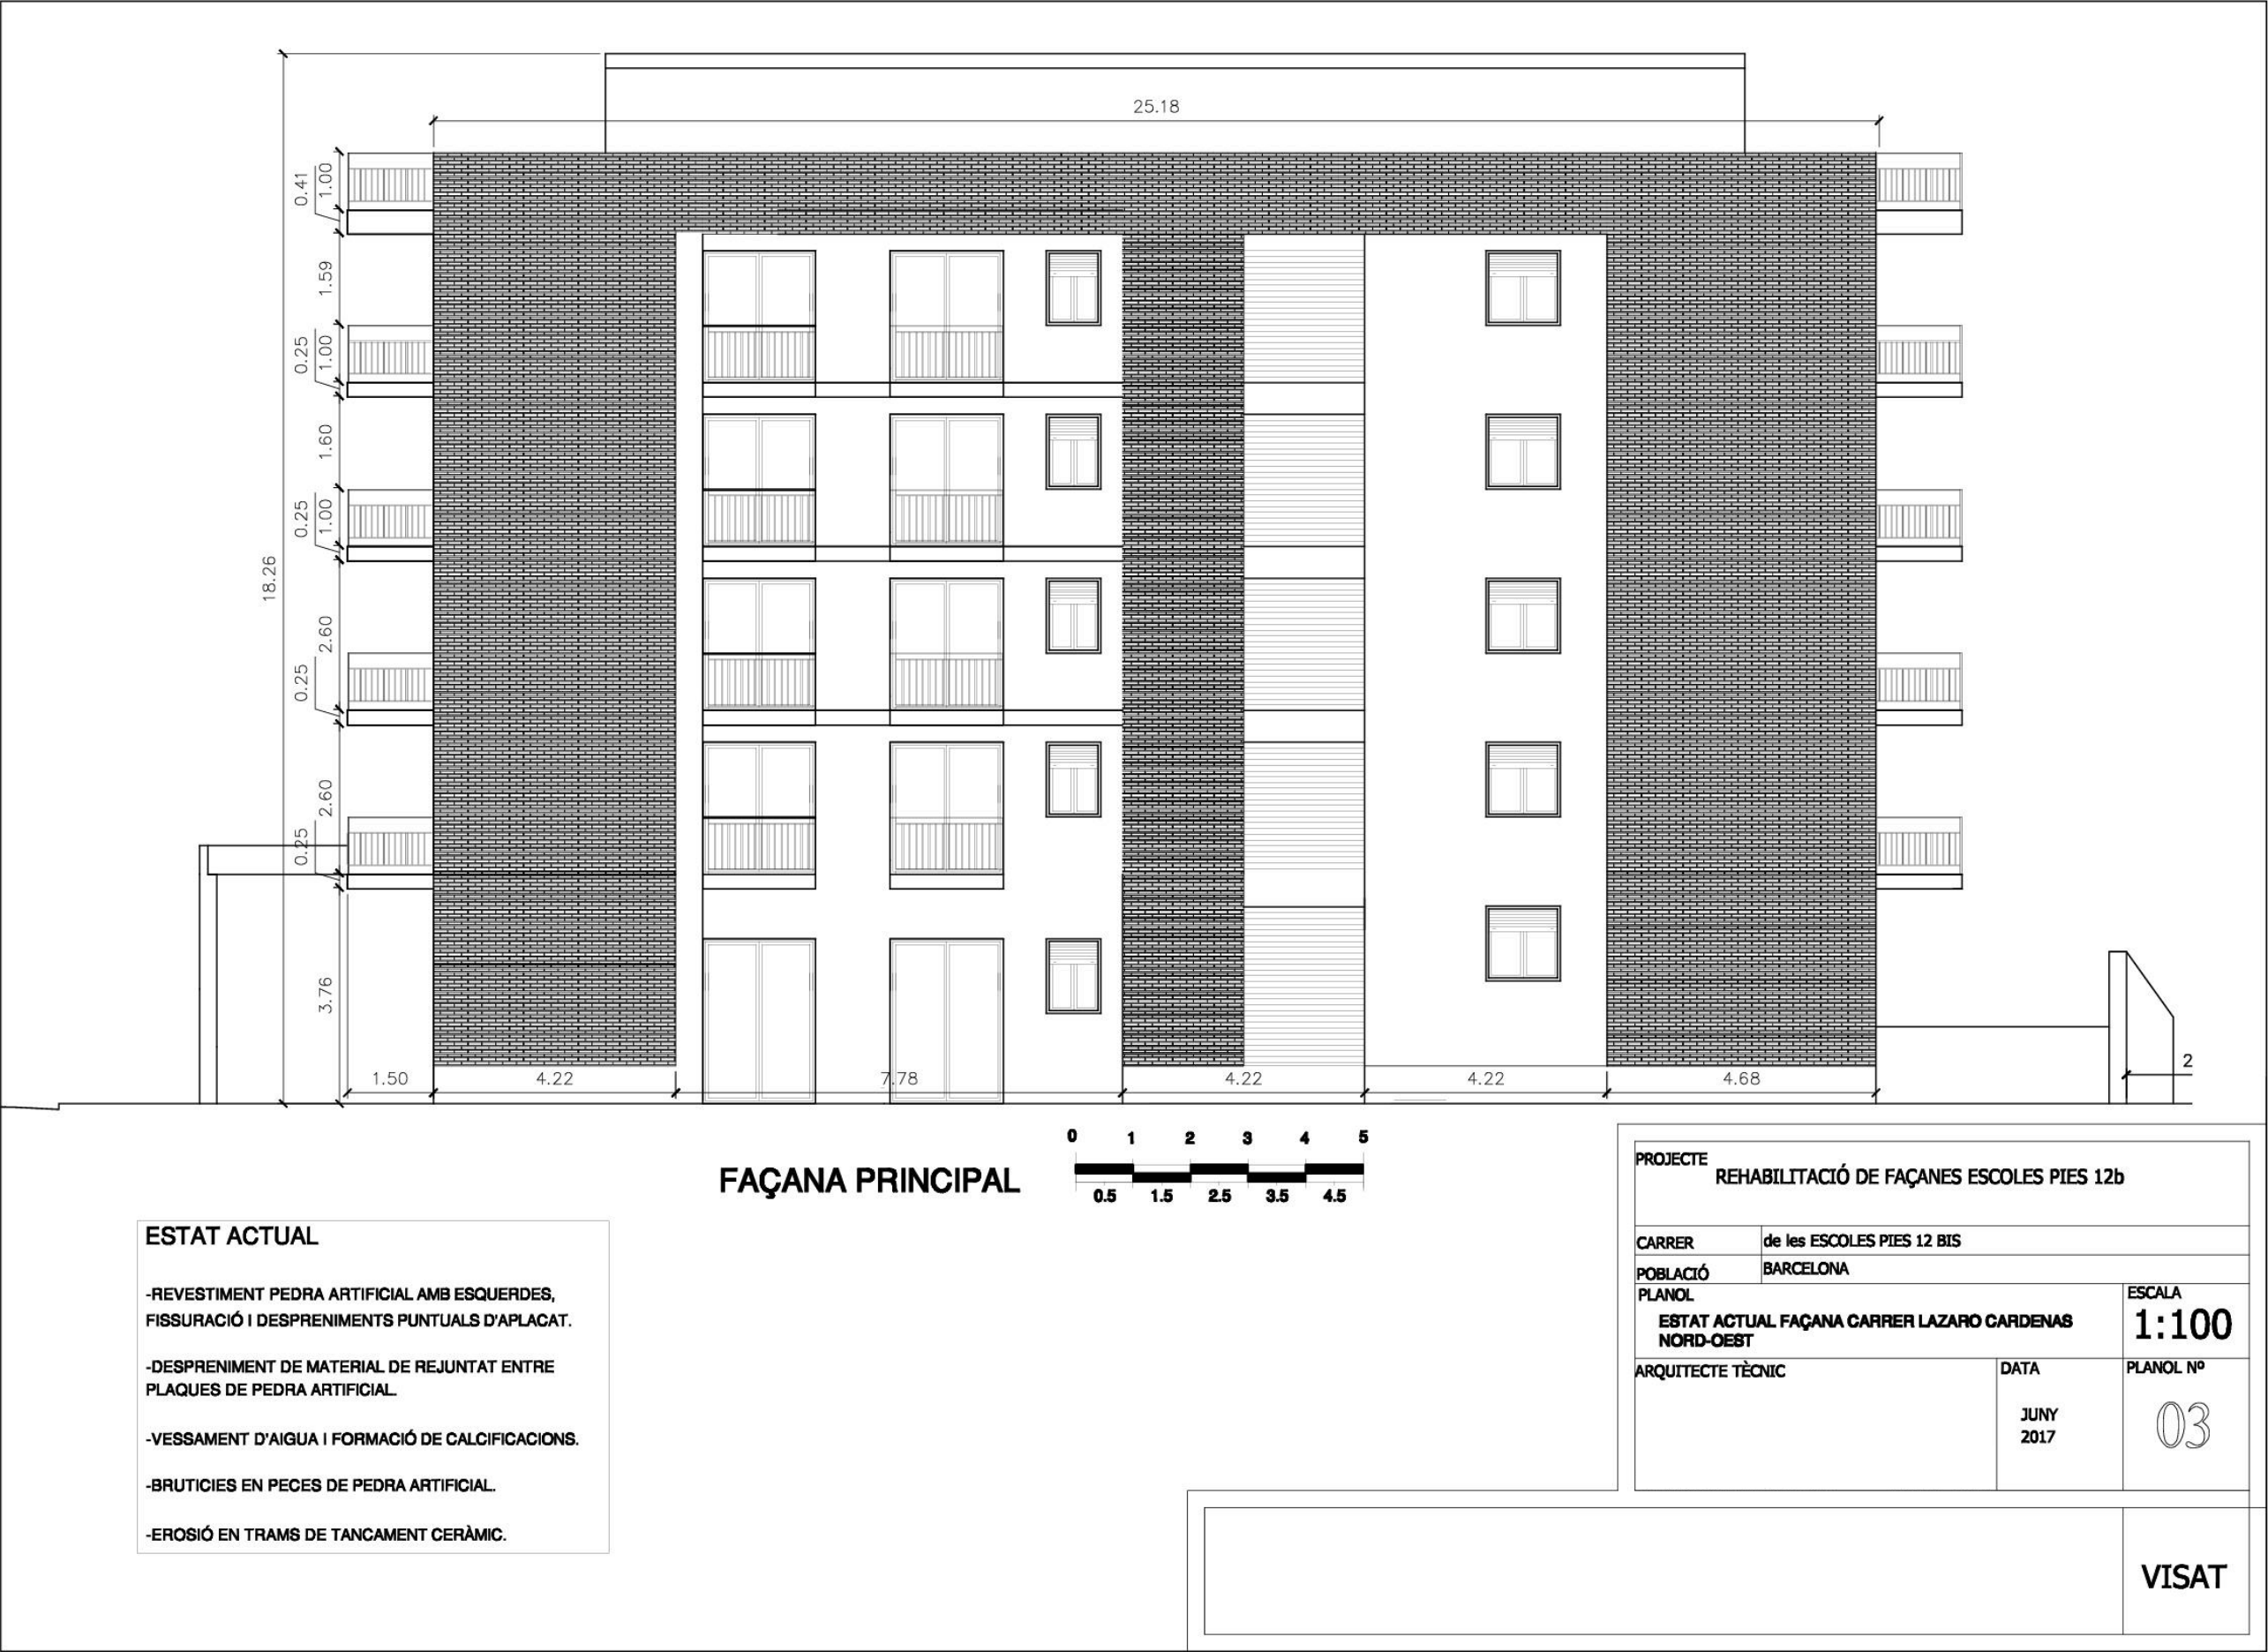 25.18
0.41
1.00
1.59
0.25
1.00
1.60
0.25
1.00
18.26
2.60
0.25
2.60
0.25
3.76
1.50
4.22
7.78
4.22
4.22
4.68
2
FAÇANA PRINCIPAL
0 1 2 3 4 5
0.5 1.5 2.5 3.5 4.5
ESTAT ACTUAL
-REVESTIMENT PEDRA ARTIFICIAL AMB ESQUERDES,
FISSURACIÓ I DESPRENIMENTS PUNTUALS D'APLACAT.
-DESPRENIMENT DE MATERIAL DE REJUNTAT ENTRE
PLAQUES DE PEDRA ARTIFICIAL.
-VESSAMENT D'AIGUA I FORMACIÓ DE CALCIFICACIONS.
-BRUTICIES EN PECES DE PEDRA ARTIFICIAL.
-EROSIÓ EN TRAMS DE TANCAMENT CERÀMIC.
PROJECTE
REHABILITACIÓ DE FAÇANES ESCOLES PIES 12b
CARRER
de les ESCOLES PIES 12 BIS
POBLACIÓ
BARCELONA
PLANOL
ESTAT ACTUAL FAÇANA CARRER LAZARO CARDENAS
NORD-OEST
ESCALA
1:100
ARQUITECTE TÈCNIC
DATA
JUNY
2017
PLANOL Nº
03
VISAT